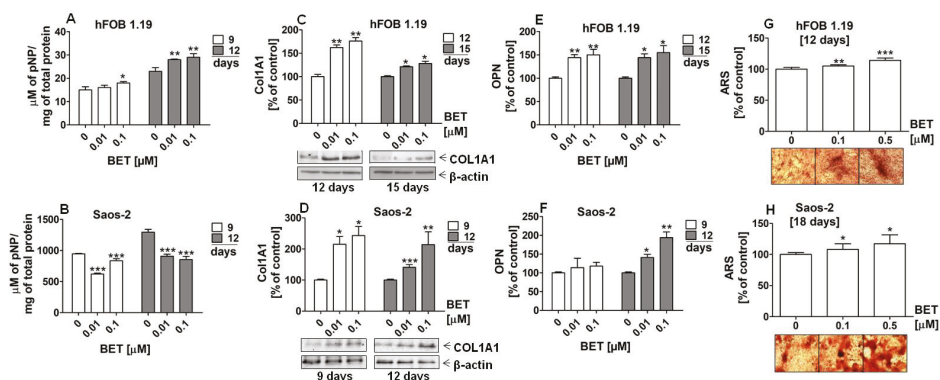 A
hFOB 1.19
9
12
days
μM of pNP/
mg of total protein
40
30
20
10
0
*
**
**
0
0.01
0.1
0
0.01
0.1
BET [μM]
C
hFOB 1.19
12
15
days
Col1A1
[% of control]
200
150
100
50
0
**
**
*
*
0
0.01
0.1
0
0.01
0.1
BET
[μM]
COL1A1
β-actin
12 days
15 days
E
hFOB 1.19
12
15
days
OPN
[% of control]
200
150
100
50
0
**
**
*
*
0
0.01
0.1
0
0.01
0.1
BET [μM]
G
hFOB 1.19
[12 days]
ARS
[% of control]
150
100
50
0
**
***
0
0.1
0.5
BET
[μM]
B
Saos-2
9
12
days
μM of pNP/
mg of total protein
1500
1250
1000
750
500
250
0
***
***
***
***
0
0.01
0.1
0
0.01
0.1
BET [μM]
D
Saos-2
9
12
days
Col1A1
[% of control]
300
200
100
0
*
*
***
**
0
0.01
0.1
0
0.01
0.1
BET
[μM]
COL1A1
β-actin
9 days
12 days
F
Saos-2
9
12
days
OPN
[% of control]
250
200
150
100
50
0
*
**
0
0.01
0.1
0
0.01
0.1
BET [μM]
H
Saos-2
[18 days]
ARS
[% of control]
150
100
50
0
*
*
0
0.1
0.5
BET
[μM]